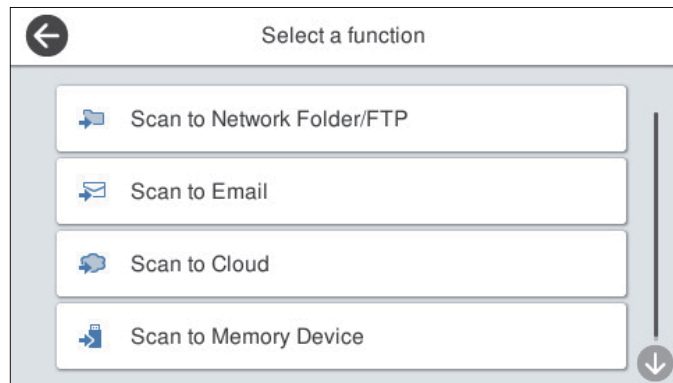 Select a function
Scan to Network Folder/FTP
Scan to Email
Scan to Cloud
Scan to Memory Device